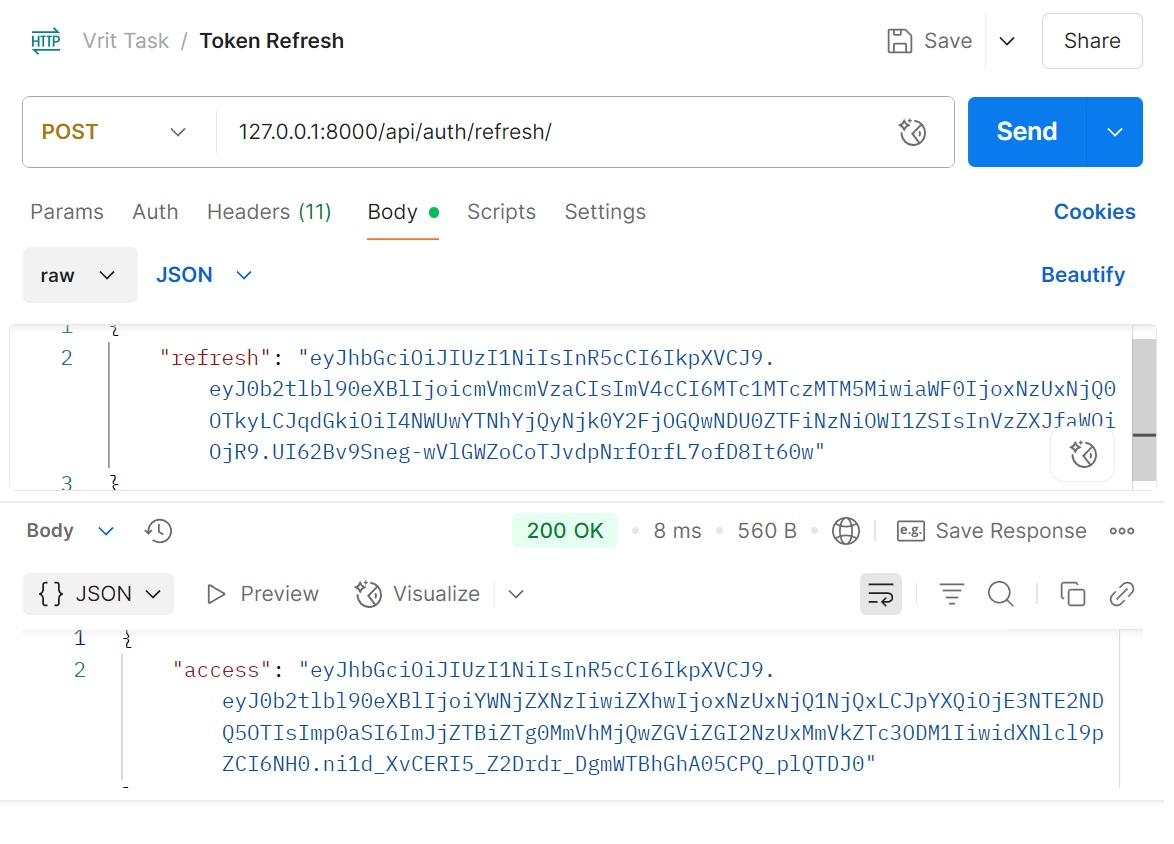 HTTP Vrit Task / Token Refresh Save Share
POST 127.0.0.1:8000/api/auth/refresh/ Send
Params Auth Headers (11) Body Scripts Settings Cookies
raw JSON Beautify
1 {
2 "refresh": "eyJhbGciOiJIUzI1NiIsInR5cCI6IkpXVCJ9.
eyJ0b2tlbl90eXBlIjoicmVmcmVzaCIsImV4cCI6MTc1MTczMTM5MiwiaWF0IjoxNzUxNjQ0
OTkyLCJqdGkiOiI4NWUwYTNhYjQyNjk0Y2FjOGQwNDU0ZTFiNzNiOWI1ZSIsInVzZXJfaWQi
OjR9.UI62Bv9Sneg-wVlGWZoCoTJvdpNrfOrfL7ofD8It60w"
3 }
Body 200 OK 8 ms 560 B e.g. Save Response
{} JSON Preview Visualize
1 {
2 "access": "eyJhbGciOiJIUzI1NiIsInR5cCI6IkpXVCJ9.
eyJ0b2tlbl90eXBlIjoiYWNjZXNzIiwiZXhwIjoxNzUxNjQ1NjQxLCJpYXQiOjE3NTE2ND
Q5OTIsImp0aSI6ImJjZTBiZTg0MmVhMjQwZGViZGI2NzUxMmVkZTc3ODM1IiwidXNlcl9p
ZCI6NH0.ni1d_XvCERI5_Z2Drdr_DgmWTBhGhA05CPQ_plQTDJ0"